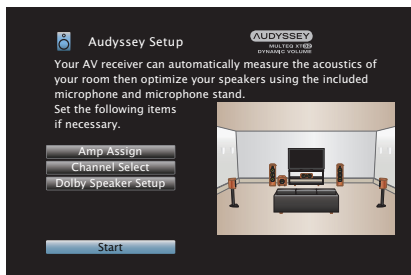 Audyssey Setup
AUDYSSEY
MULTEQ XT32
DYNAMIC VOLUME
Your AV receiver can automatically measure the acoustics of
your room then optimize your speakers using the included
microphone and microphone stand.
Set the following items
if necessary.
Amp Assign
Channel Select
Dolby Speaker Setup
Start